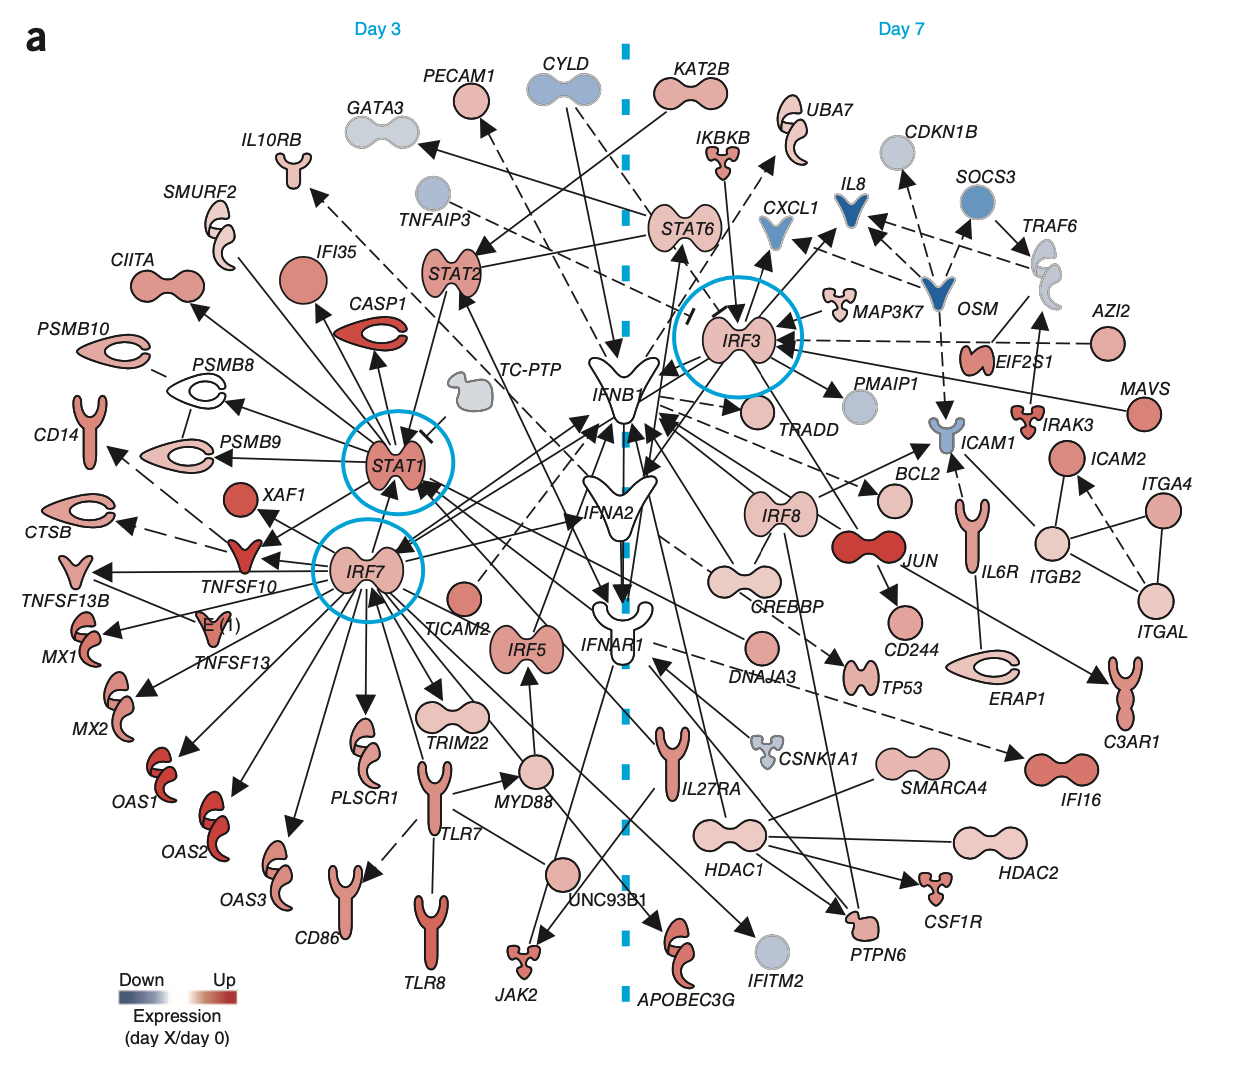 a
Day 3
Day 7
CYLD
PECAM1
KAT2B
GATA3
UBA7
IL10RB
IKBKB
CDKN1B
SMURF2
IL8
SOCS3
TNFAIP3
CXCL1
STAT6
TRAF6
CIITA
IFI35
STAT2
CASP1
MAP3K7
OSM
AZI2
PSMB10
IRF3
PSMB8
TC-PTP
EIF2S1
IFNB1
PMAIP1
MAVS
CD14
PSMB9
TRADD
ICAM1
IRAK3
STAT1
ICAM2
BCL2
XAF1
ITGA4
CTSB
IFNA2
IRF8
JUN
IL6R
ITGB2
IRF7
TNFSF10
TNFSF13B
CREBBP
E (1)
TICAM2
ITGAL
MX1
TNFSF13
IRF5
IFNAR1
CD244
DNAJA3
TP53
ERAP1
MX2
TRIM22
C3AR1
CSNK1A1
OAS1
PLSCR1
MYD88
IL27RA
SMARCA4
IFI16
TLR7
OAS2
HDAC1
HDAC2
OAS3
UNC93B1
CSF1R
CD86
PTPN6
TLR8
JAK2
APOBEC3G
IFITM2
Down
Up
Expression
(day X/day 0)